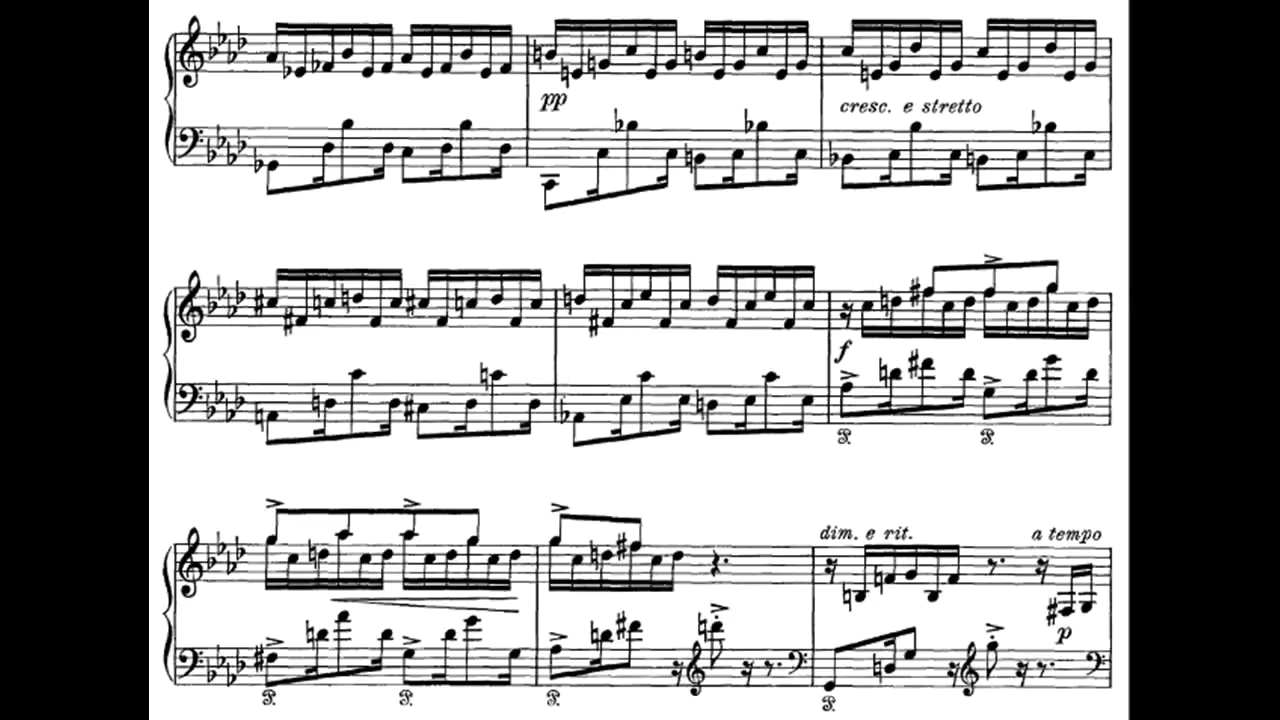 pp
cresc. e stretto
f
dim. e rit.
a tempo
p